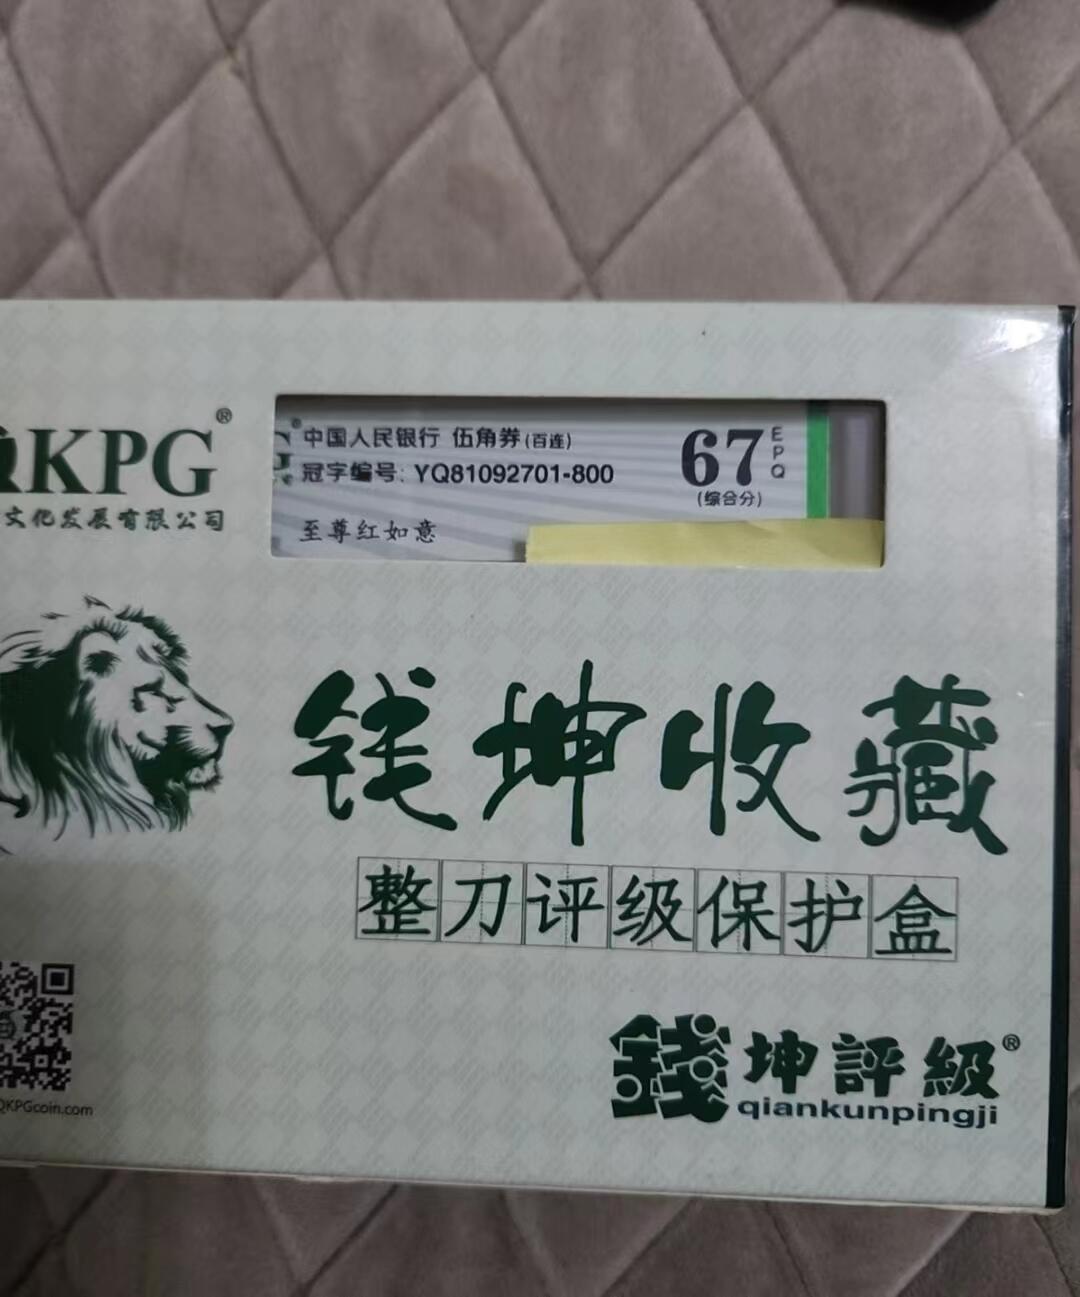 QKPG®
文化发展有限公司
中国人民银行 伍角券(百连)
冠字编号: YQ81092701-800
67 EPQ
(综合分)
至尊红如意
钱坤收藏
整刀评级保护盒
錢坤評級®
qiankunpingji
QKPGcoin.com